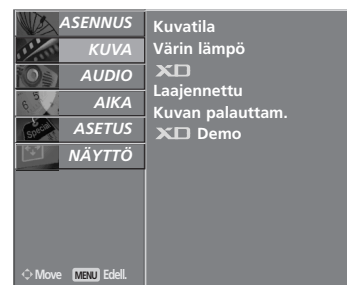 ASENNUS
KUVA
AUDIO
AIKA
ASETUS
NÄYTTÖ
Kuvatila
Värin lämpö
XD
Laajennettu
Kuvan palauttam.
XD Demo
Move MENU Edell.